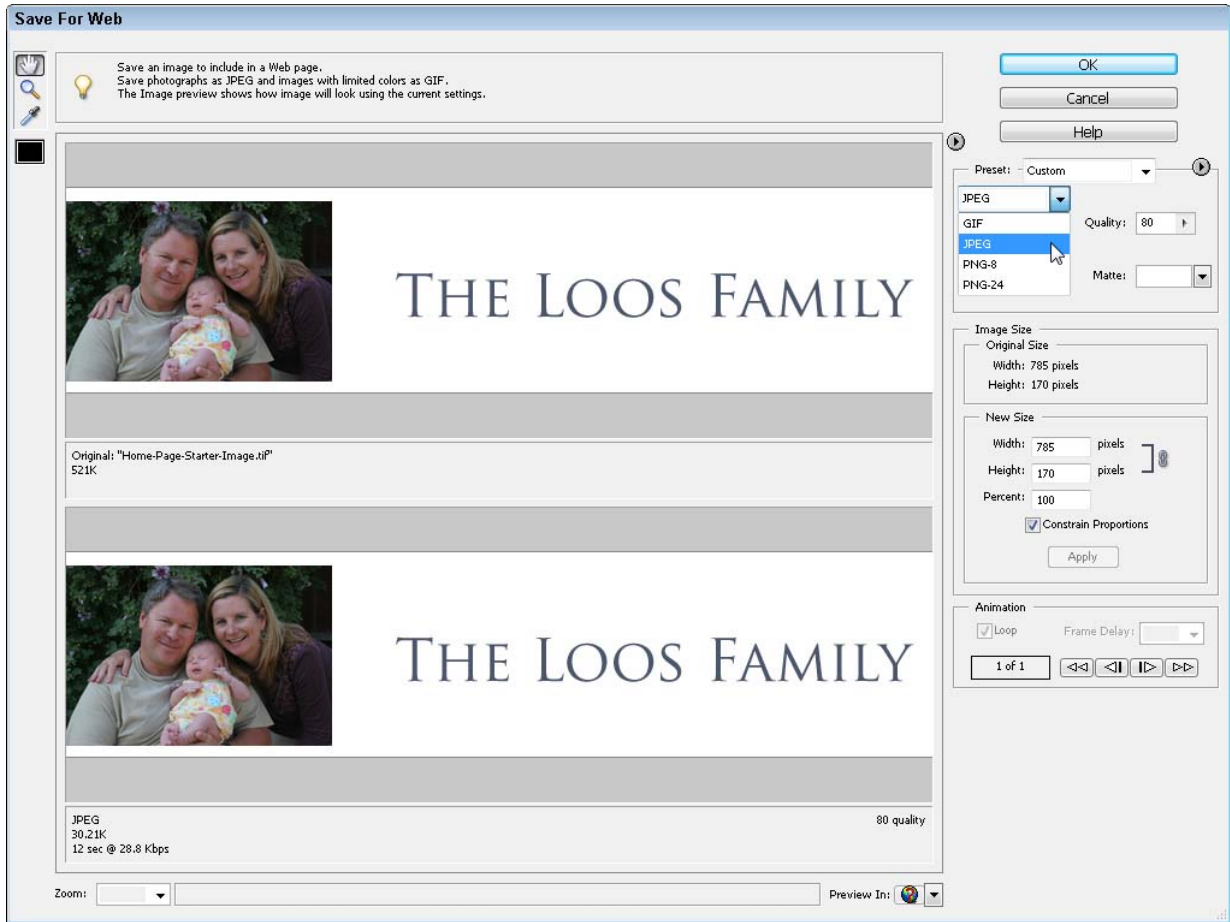 Save For Web
Save an image to include in a Web page.
Save photographs as JPEG and images with limited colors as GIF.
The Image preview shows how image will look using the current settings.
OK
Cancel
Help
Preset: Custom
JPEG
GIF
JPEG
PNG-8
PNG-24
Quality: 80
Matte:
THE LOOS FAMILY
Original: "Home-Page-Starter-Image.tif"
521K
Image Size
Original Size
Width: 785 pixels
Height: 170 pixels
New Size
Width: 785 pixels
Height: 170 pixels
Percent: 100
Constrain Proportions
Apply
THE LOOS FAMILY
JPEG
80 quality
30.21K
12 sec @ 28.8 Kbps
Animation
Loop
Frame Delay:
1 of 1
Zoom:
Preview In: